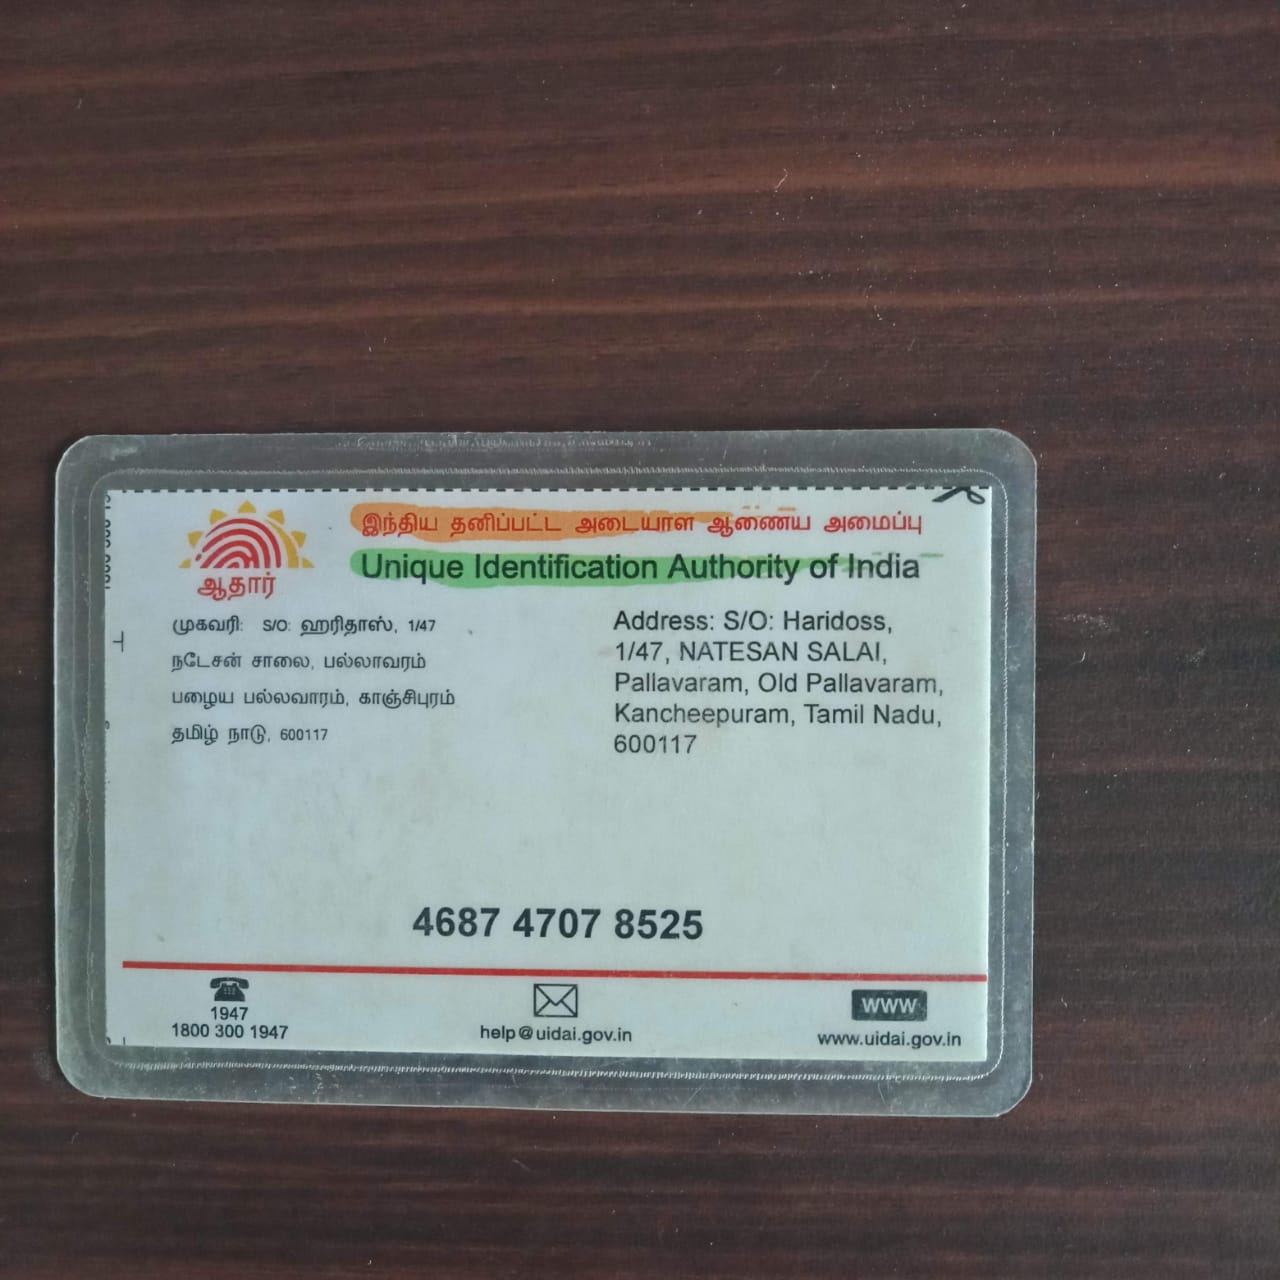 இந்திய தனிப்பட்ட அடையாள ஆணைய அமைப்பு
Unique Identification Authority of India
ஆதார்
முகவரி: S/O: ஹரிதாஸ், 1/47
நடேசன் சாலை, பல்லாவரம்
பழைய பல்லவாரம், காஞ்சிபுரம்
தமிழ் நாடு, 600117
Address: S/O: Haridoss,
1/47, NATESAN SALAI,
Pallavaram, Old Pallavaram,
Kancheepuram, Tamil Nadu,
600117
4687 4707 8525
1947
1800 300 1947
help@uidai.gov.in
WWW
www.uidai.gov.in